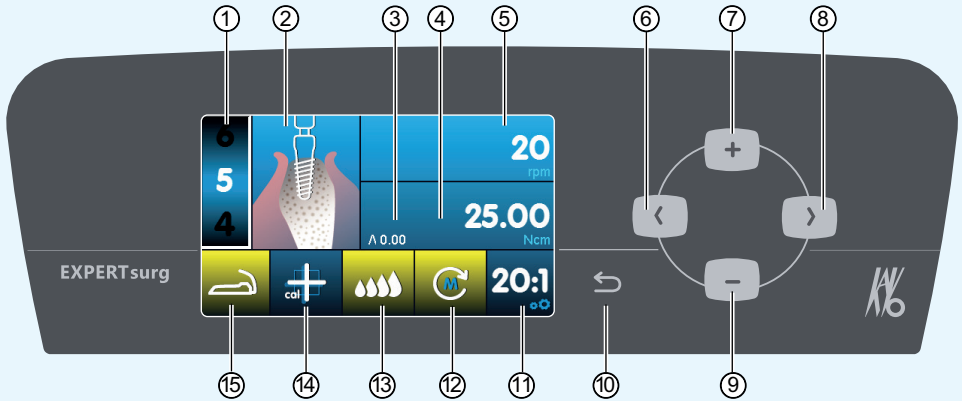 ① ② ③ ④ ⑤ ⑥ ⑦ ⑧
6
5
4
20
rpm
25.00
Ncm
Λ 0.00
cal
M
20:1
+
‹ ›
−
EXPERTsurg
KAVO
⑮ ⑭ ⑬ ⑫ ⑪ ⑩ ⑨